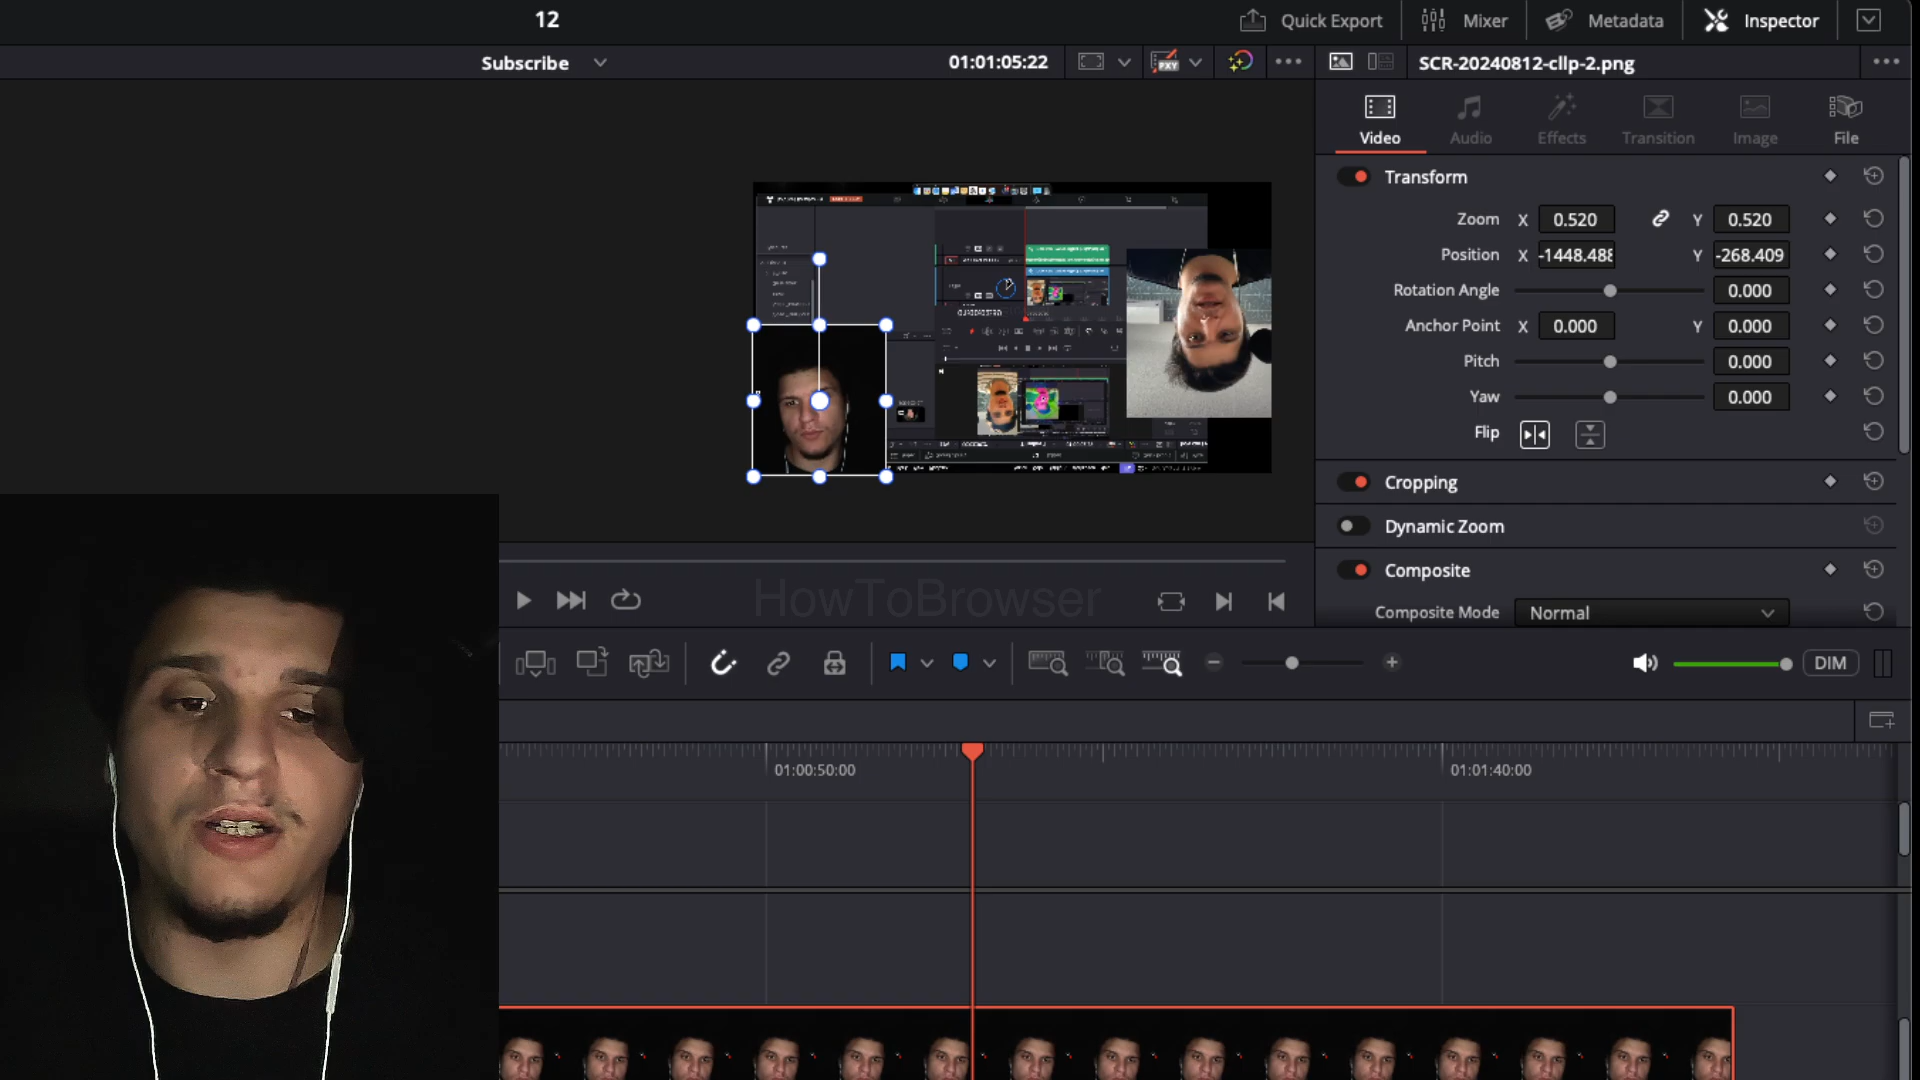 12
Quick Export
Mixer
Metadata
Inspector
Subscribe
01:01:05:22
PXY
SCR-20240812-cllp-2.png
Video
Audio
Effects
Transition
Image
File
Transform
Zoom X 0.520 Y 0.520
Position X -1448.488 Y -268.409
Rotation Angle 0.000
Anchor Point X 0.000 Y 0.000
Pitch 0.000
Yaw 0.000
Flip
Cropping
Dynamic Zoom
Composite
Composite Mode Normal
HowToBrowser
DIM
01:00:50:00
01:01:40:00